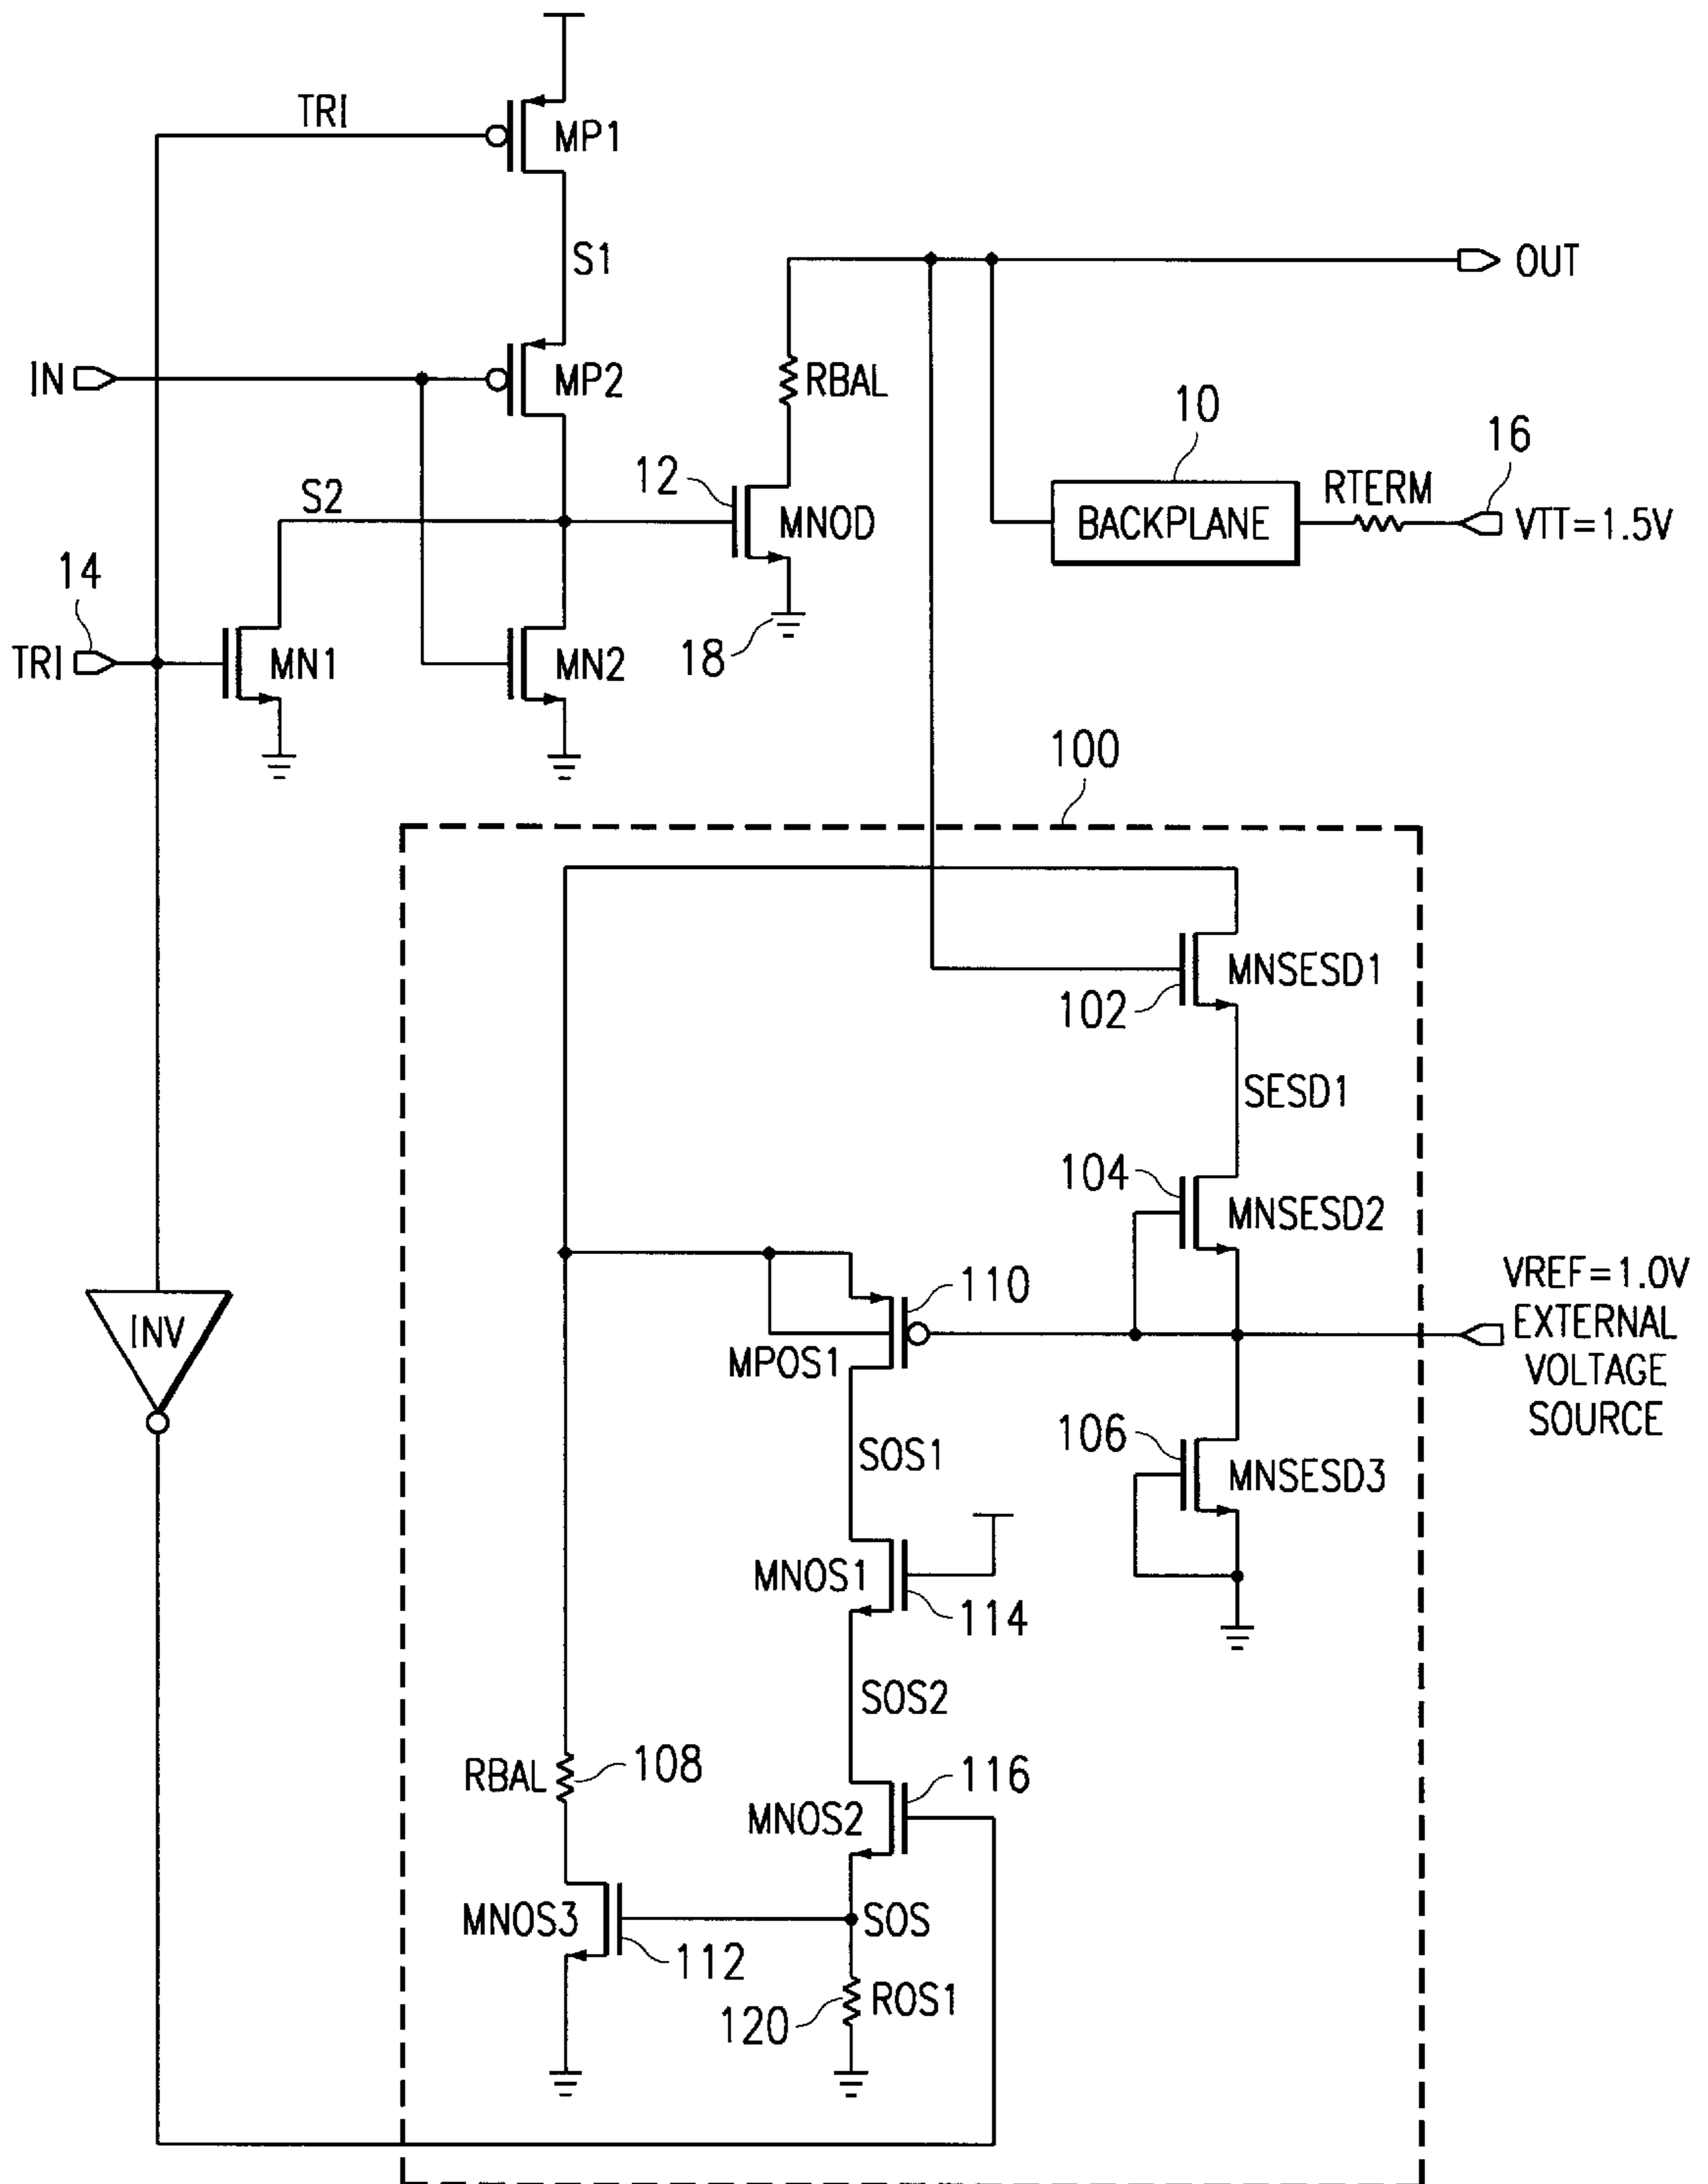 TRI
MP1
S1
OUT
IN
MP2
RBAL
10
16
12
S2
MNOD
RTERM
BACKPLANE
VTT=1.5V
14
TRI
MN1
MN2
18
100
MNSESD1
102
SESD1
104
MNSESD2
110
VREF=1.0V
EXTERNAL
VOLTAGE
SOURCE
INV
MPOS1
106
SOS1
MNSESD3
MNOS1
114
SOS2
RBAL
108
116
MNOS2
MNOS3
SOS
112
ROS1
120